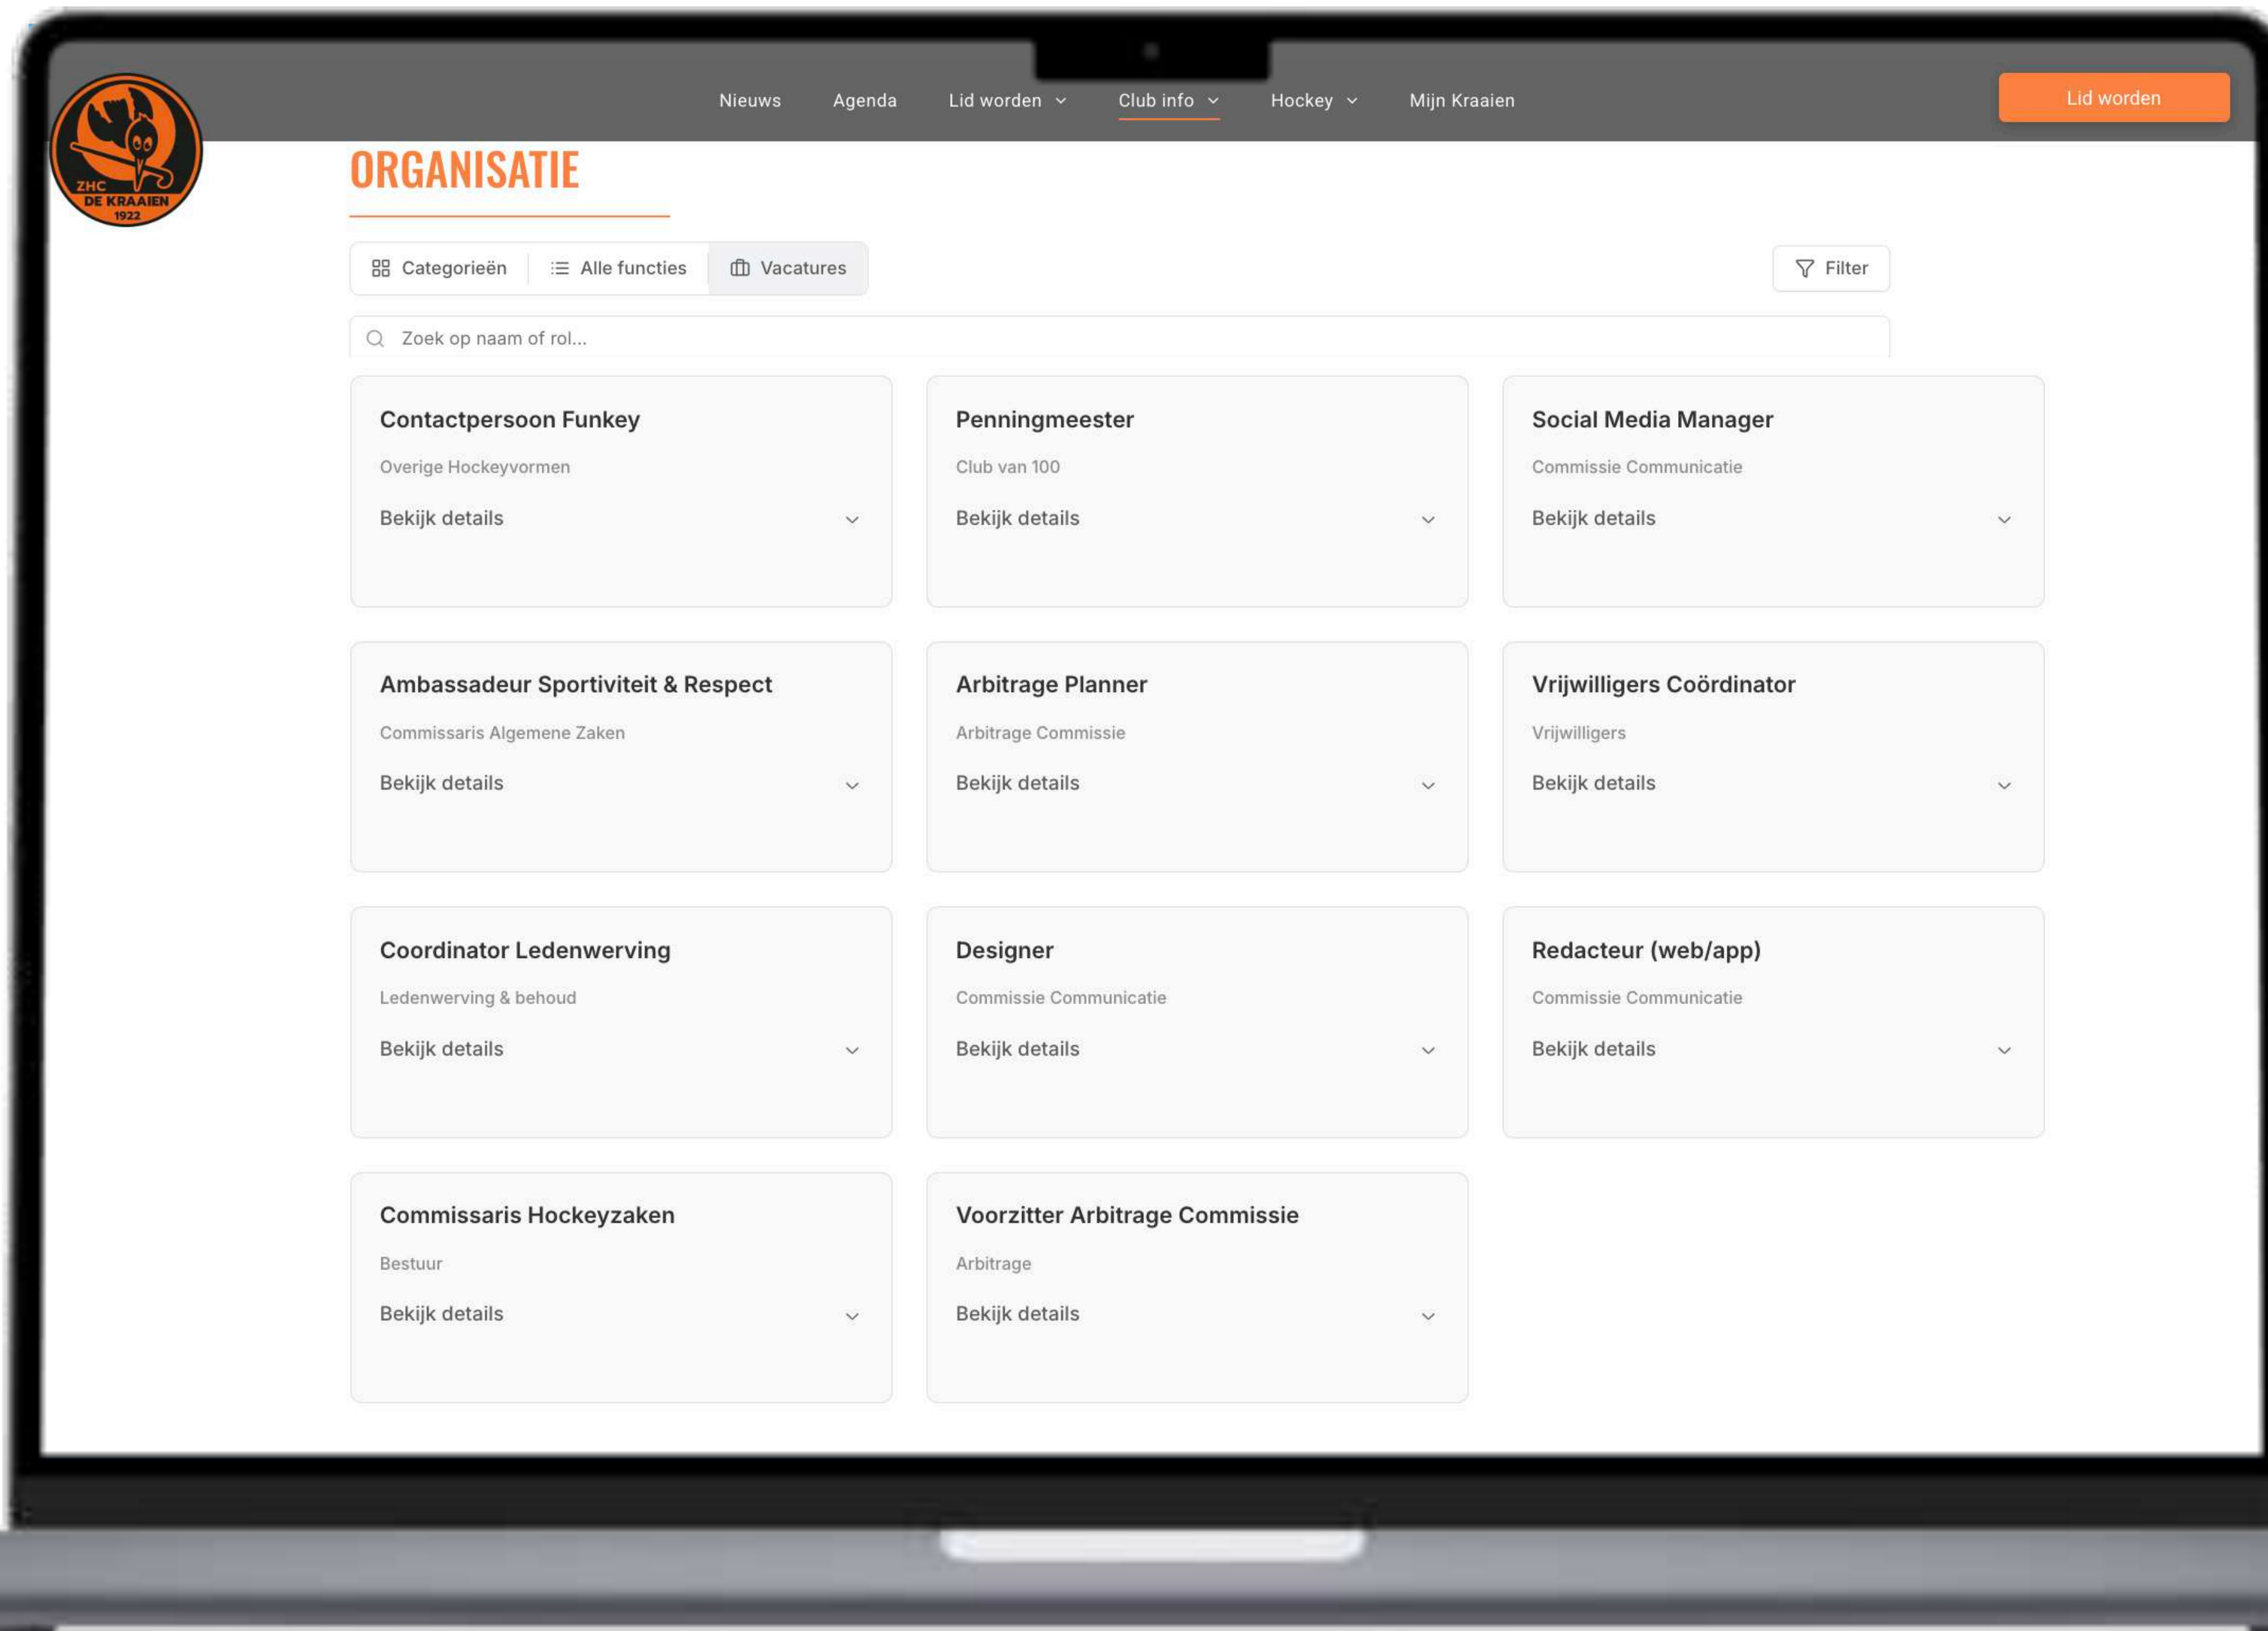 Nieuws Agenda Lid worden Club info Hockey Mijn Kraaien Lid worden
ZHC
DE KRAAIEN
1922
ORGANISATIE
Categorieën Alle functies Vacatures Filter
Zoek op naam of rol...
Contactpersoon Funkey
Overige Hockeyvormen
Bekijk details
Penningmeester
Club van 100
Bekijk details
Social Media Manager
Commissie Communicatie
Bekijk details
Ambassadeur Sportiviteit & Respect
Commissaris Algemene Zaken
Bekijk details
Arbitrage Planner
Arbitrage Commissie
Bekijk details
Vrijwilligers Coördinator
Vrijwilligers
Bekijk details
Coordinator Ledenwerving
Ledenwerving & behoud
Bekijk details
Designer
Commissie Communicatie
Bekijk details
Redacteur (web/app)
Commissie Communicatie
Bekijk details
Commissaris Hockeyzaken
Bestuur
Bekijk details
Voorzitter Arbitrage Commissie
Arbitrage
Bekijk details